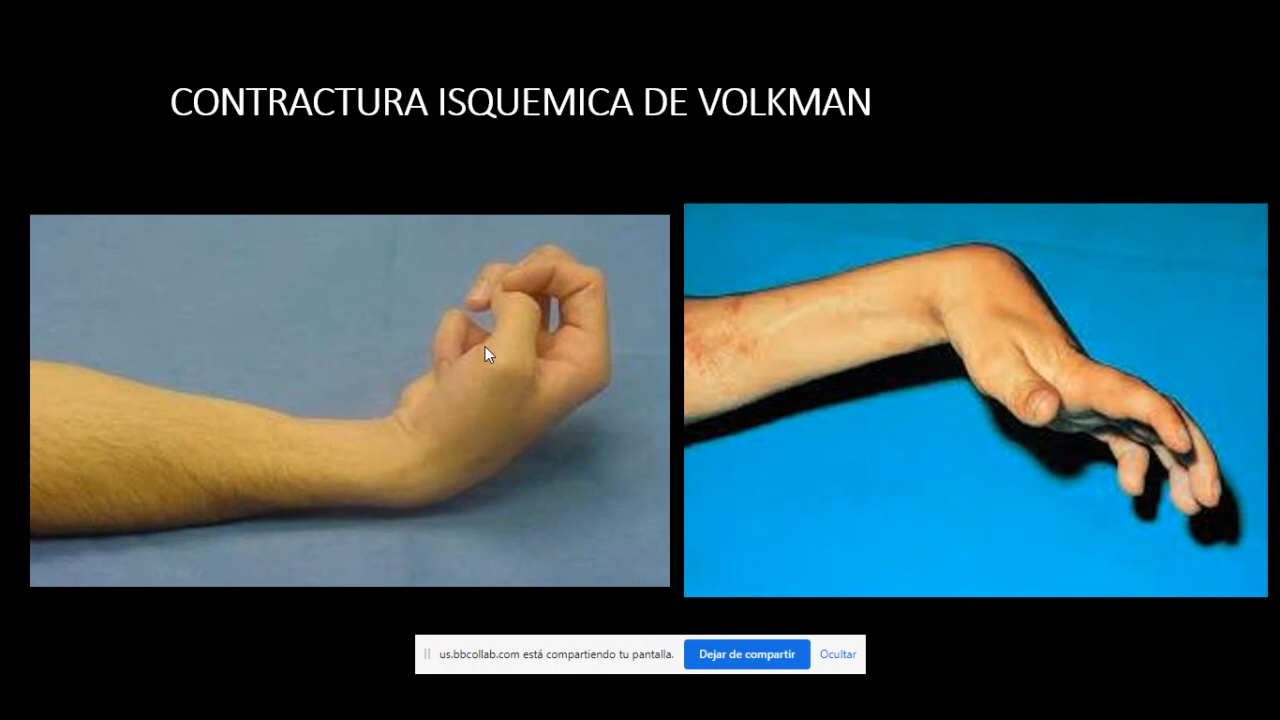 CONTRACTURA ISQUEMICA DE VOLKMAN
us.bbcollab.com está compartiendo tu pantalla.
Dejar de compartir
Ocultar